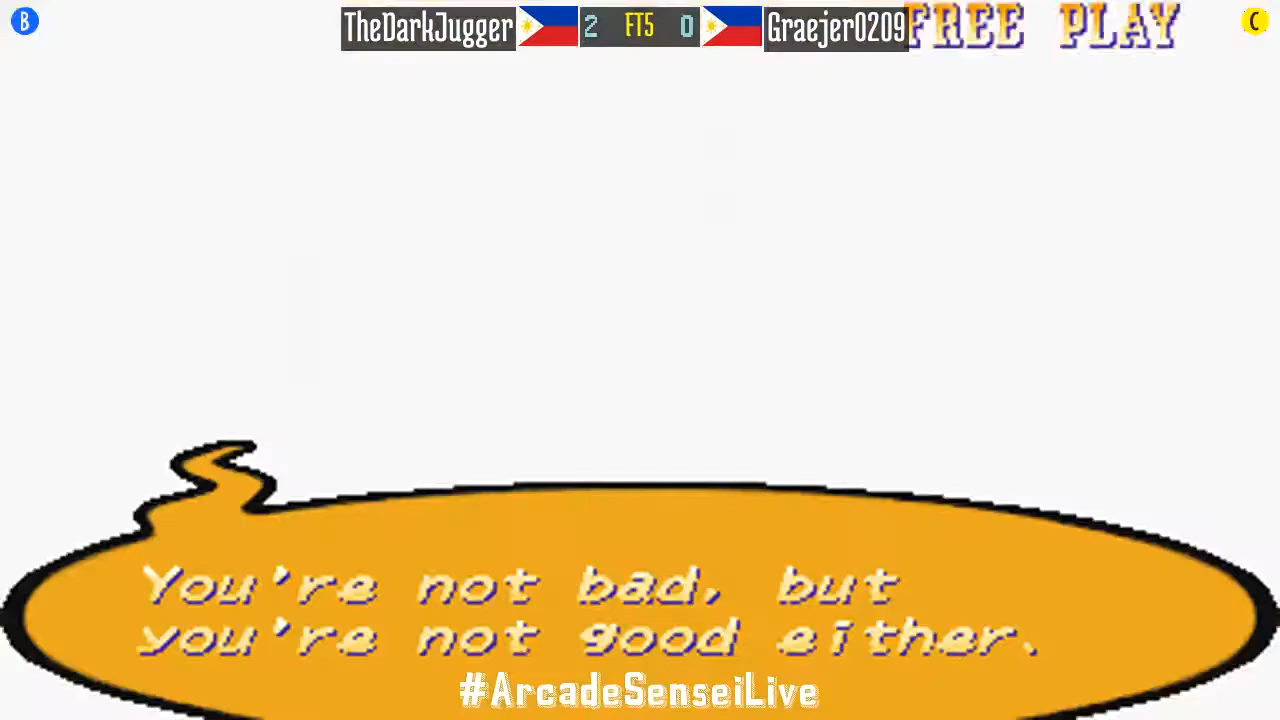 B
TheDarkJugger 2 FT5 0 Graejer0209 FREE PLAY
C
You're not bad, but
you're not good either.
#ArcadeSenseiLive